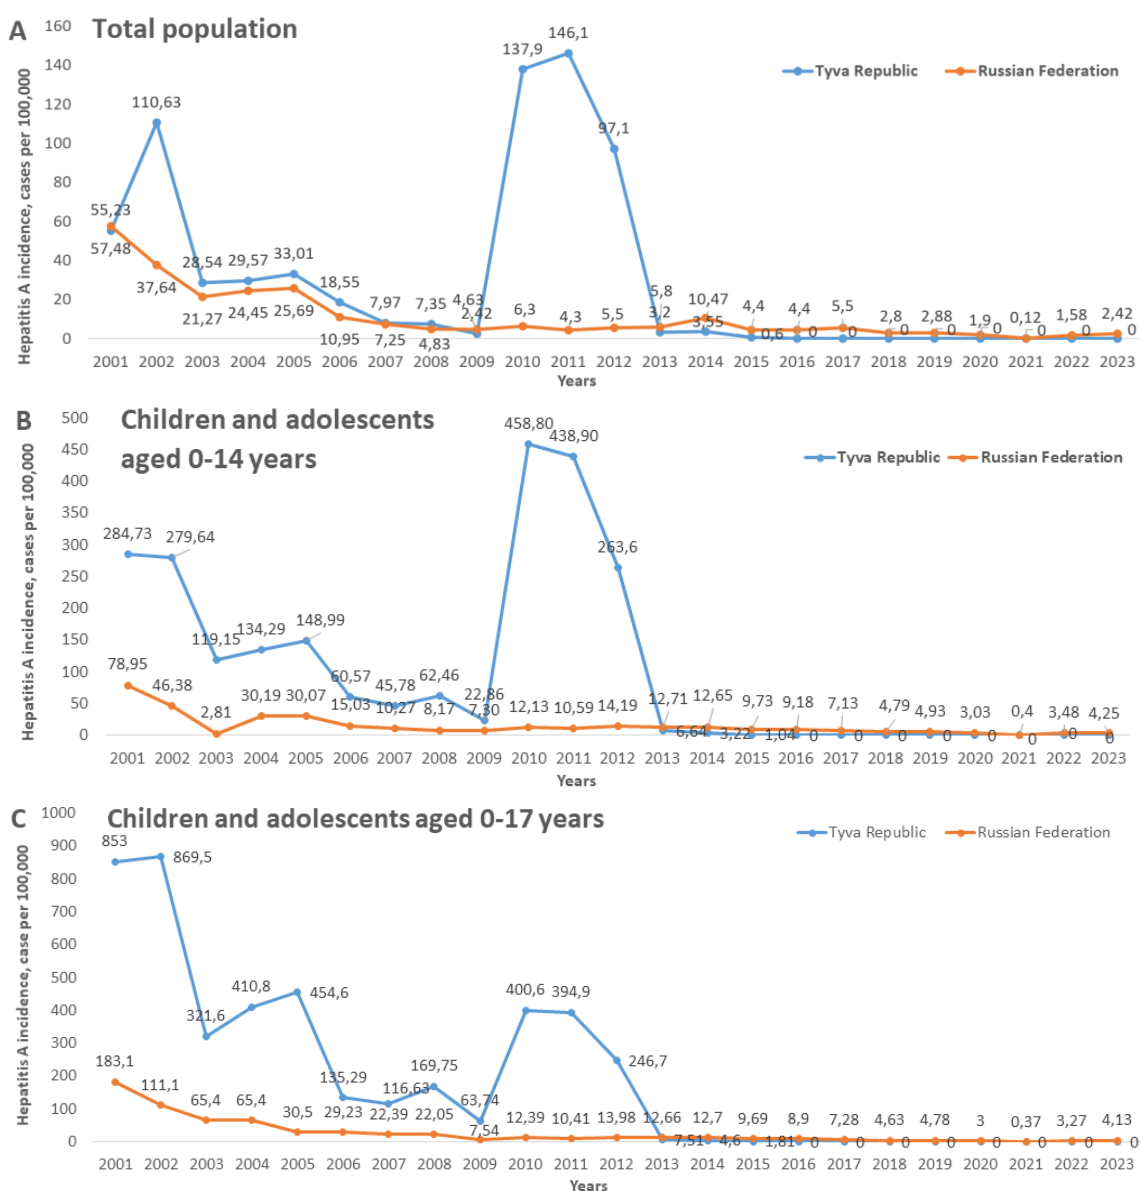 A Total population
Hepatitis A incidence, cases per 100,000
160
140
120
100
80
60
40
20
0
Tyva Republic Russian Federation
55,23 110,63 28,54 29,57 33,01 18,55 7,97 7,35 2,42 137,9 146,1 97,1 3,2 3,55 0,6 0 0 0 0 0 0 0 0
57,48 37,64 21,27 24,45 25,69 10,95 7,25 4,83 4,63 6,3 4,3 5,5 5,8 10,47 4,4 4,4 5,5 2,8 2,88 1,9 0,12 1,58 2,42
2001 2002 2003 2004 2005 2006 2007 2008 2009 2010 2011 2012 2013 2014 2015 2016 2017 2018 2019 2020 2021 2022 2023
Years
B Children and adolescents
aged 0-14 years
Hepatitis A incidence, cases per 100,000
500
450
400
350
300
250
200
150
100
50
0
Tyva Republic Russian Federation
284,73 279,64 119,15 134,29 148,99 60,57 45,78 62,46 22,86 458,80 438,90 263,6 6,64 3,22 1,04 0 0 0 0 0 0 0 0
78,95 46,38 2,81 30,19 30,07 15,03 10,27 8,17 7,30 12,13 10,59 14,19 12,71 12,65 9,73 9,18 7,13 4,79 4,93 3,03 0,4 3,48 4,25
2001 2002 2003 2004 2005 2006 2007 2008 2009 2010 2011 2012 2013 2014 2015 2016 2017 2018 2019 2020 2021 2022 2023
Years
C Children and adolescents aged 0-17 years
Hepatitis A incidence, case per 100,000
1000
900
800
700
600
500
400
300
200
100
0
Tyva Republic Russian Federation
853 869,5 321,6 410,8 454,6 135,29 116,63 169,75 63,74 400,6 394,9 246,7 7,51 4,6 1,81 0 0 0 0 0 0 0 0
183,1 111,1 65,4 65,4 30,5 29,23 22,39 22,05 7,54 12,39 10,41 13,98 12,66 12,7 9,69 8,9 7,28 4,63 4,78 3 0,37 3,27 4,13
2001 2002 2003 2004 2005 2006 2007 2008 2009 2010 2011 2012 2013 2014 2015 2016 2017 2018 2019 2020 2021 2022 2023
Years